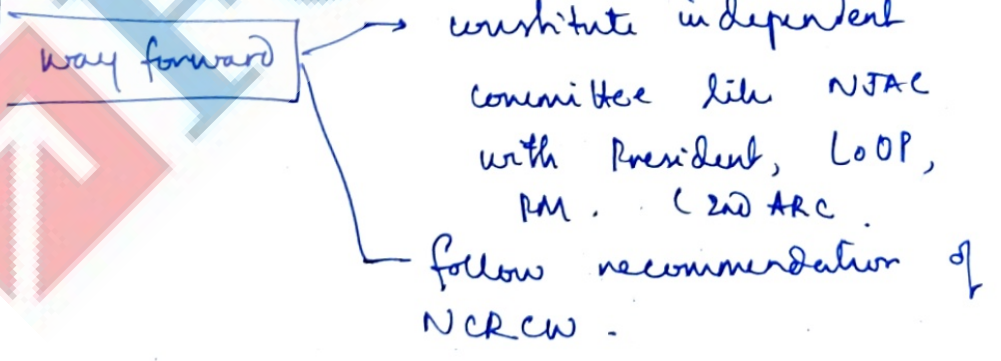 way forward
constitute independent
committee like NJAC
with President, LoOP,
PM. (2nd ARC.
follow recommendation of
NCRCW.